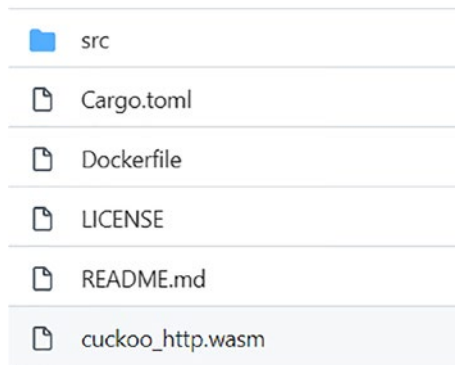 src
Cargo.toml
Dockerfile
LICENSE
README.md
cuckoo_http.wasm